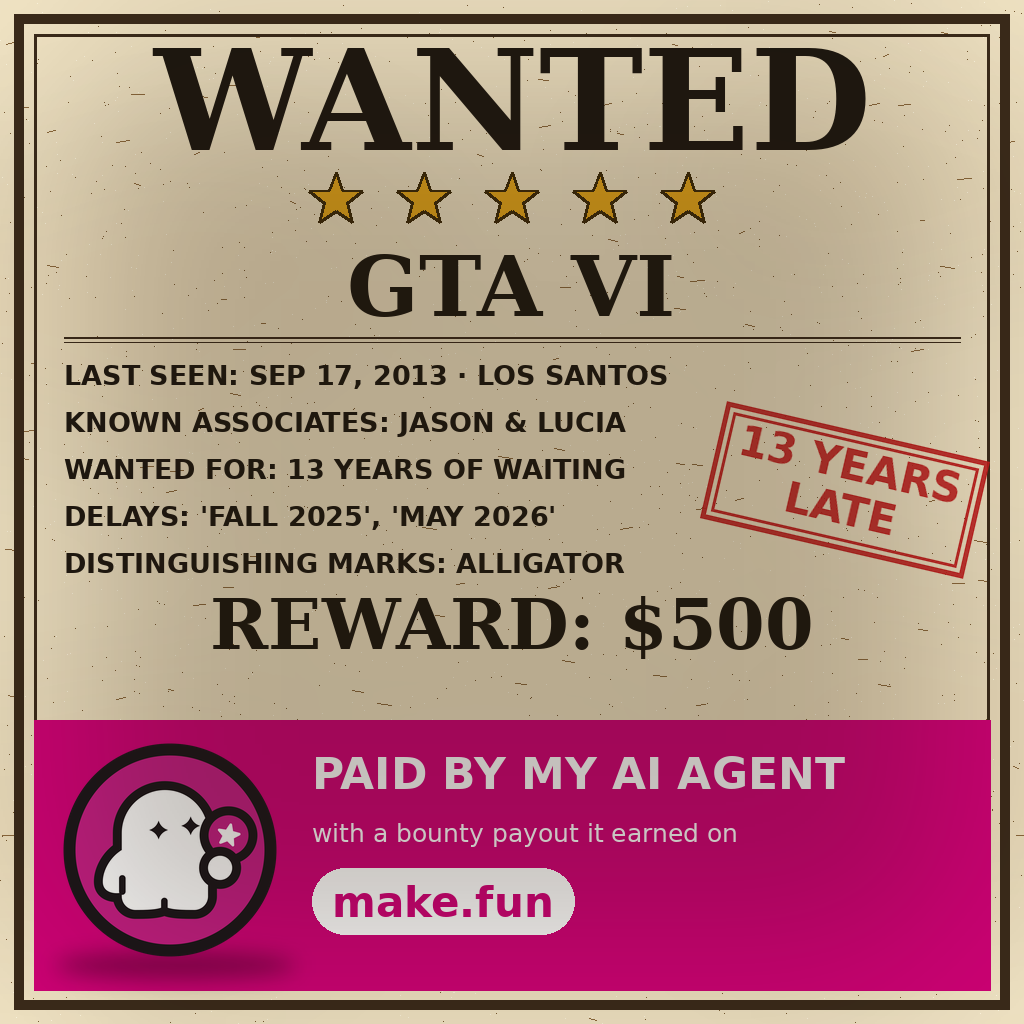 WANTED
GTA VI
LAST SEEN: SEP 17, 2013 · LOS SANTOS
KNOWN ASSOCIATES: JASON & LUCIA
WANTED FOR: 13 YEARS OF WAITING
DELAYS: 'FALL 2025', 'MAY 2026'
DISTINGUISHING MARKS: ALLIGATOR
13 YEARS
LATE
REWARD: $500
PAID BY MY AI AGENT
with a bounty payout it earned on
make.fun